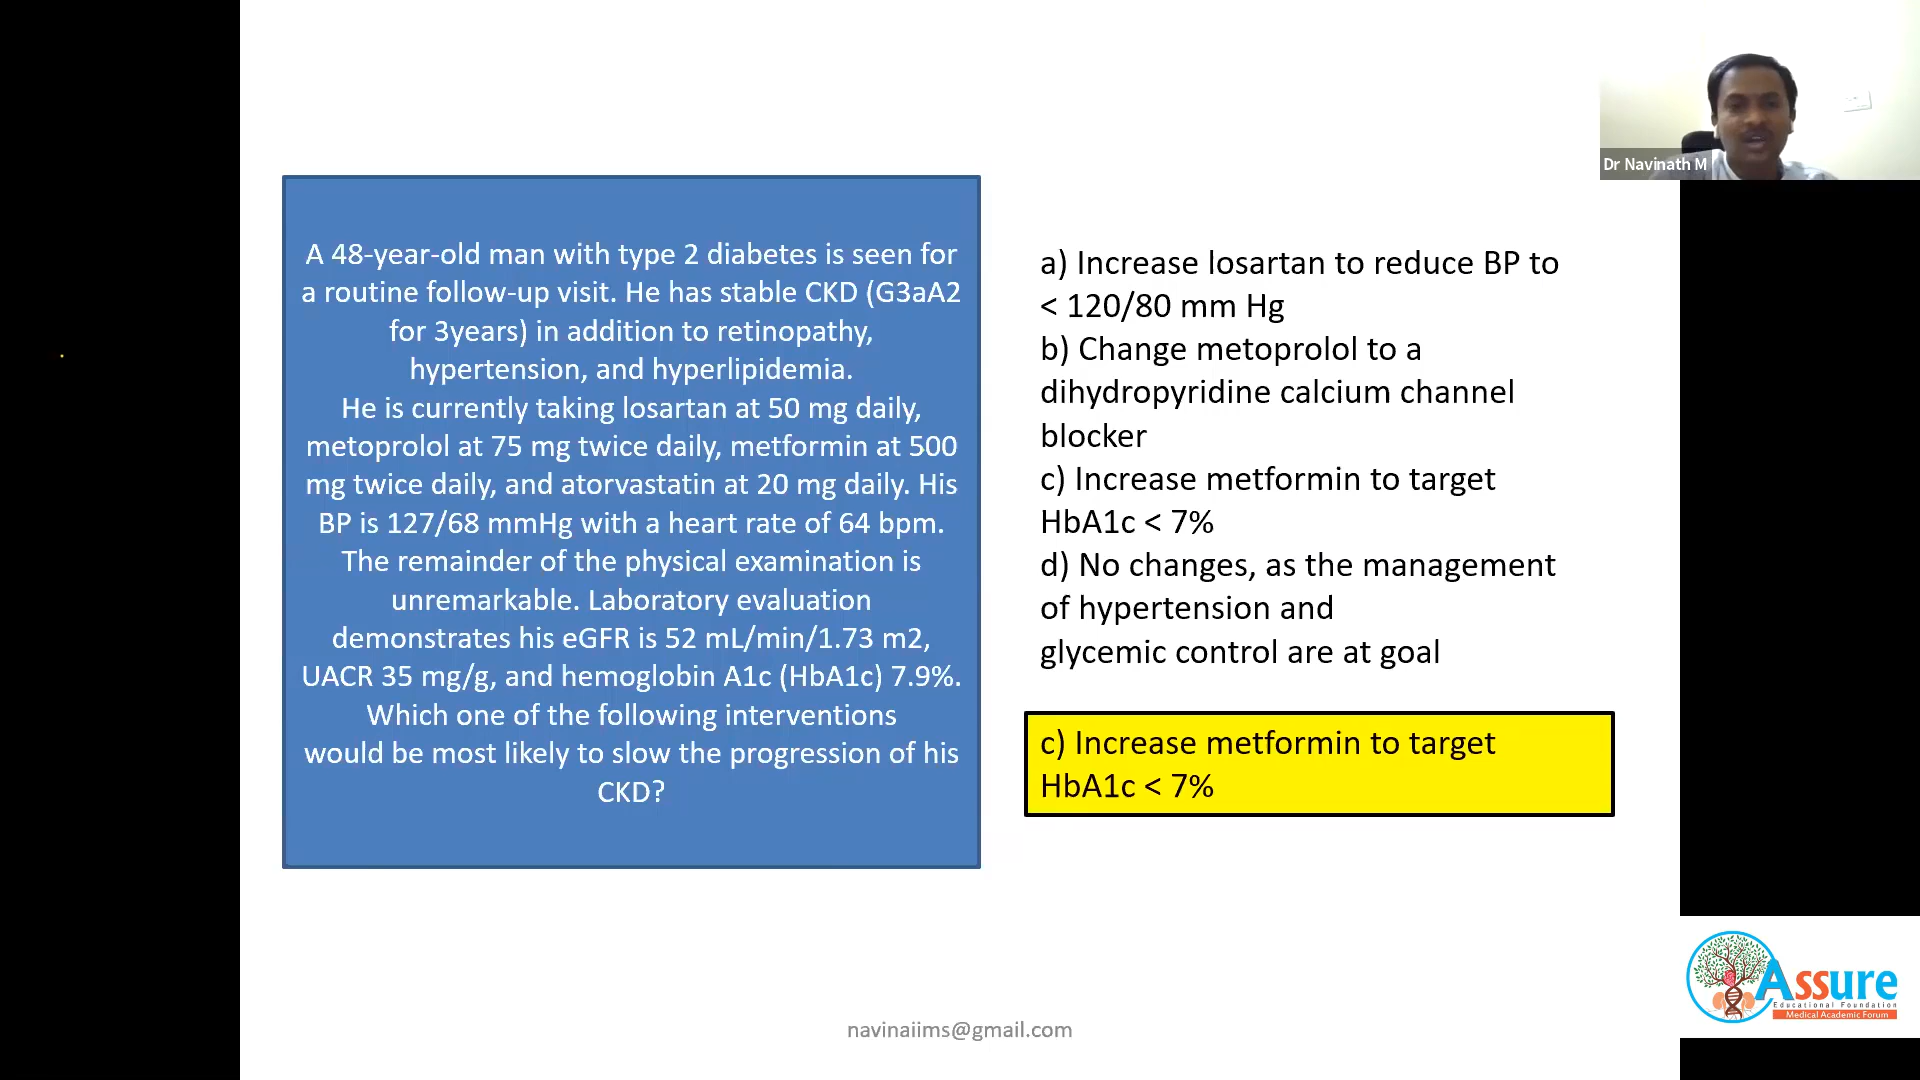 Dr Navinath M
A 48-year-old man with type 2 diabetes is seen for
a routine follow-up visit. He has stable CKD (G3aA2
for 3years) in addition to retinopathy,
hypertension, and hyperlipidemia.
He is currently taking losartan at 50 mg daily,
metoprolol at 75 mg twice daily, metformin at 500
mg twice daily, and atorvastatin at 20 mg daily. His
BP is 127/68 mmHg with a heart rate of 64 bpm.
The remainder of the physical examination is
unremarkable. Laboratory evaluation
demonstrates his eGFR is 52 mL/min/1.73 m2,
UACR 35 mg/g, and hemoglobin A1c (HbA1c) 7.9%.
Which one of the following interventions
would be most likely to slow the progression of his
CKD?
a) Increase losartan to reduce BP to
< 120/80 mm Hg
b) Change metoprolol to a
dihydropyridine calcium channel
blocker
c) Increase metformin to target
HbA1c < 7%
d) No changes, as the management
of hypertension and
glycemic control are at goal
c) Increase metformin to target
HbA1c < 7%
navinaiims@gmail.com
Assure
Educational Foundation
Medical Academic Forum